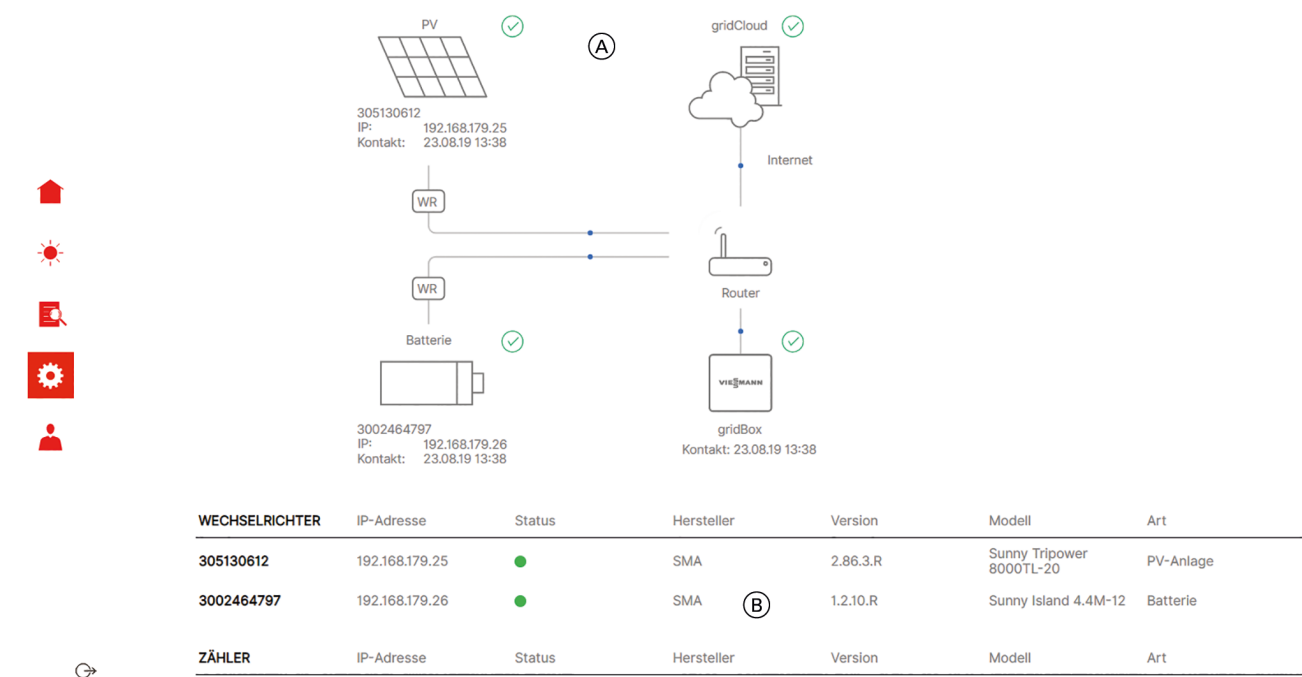 PV
A
gridCloud
305130612
IP: 192.168.179.25
Kontakt: 23.08.19 13:38
Internet
WR
WR
Router
Batterie
VIESMANN
3002464797
IP: 192.168.179.26
Kontakt: 23.08.19 13:38
gridBox
Kontakt: 23.08.19 13:38
WECHSELRICHTER IP-Adresse Status Hersteller Version Modell Art
305130612 192.168.179.25 SMA 2.86.3.R Sunny Tripower 8000TL-20 PV-Anlage
3002464797 192.168.179.26 SMA B 1.2.10.R Sunny Island 4.4M-12 Batterie
ZÄHLER IP-Adresse Status Hersteller Version Modell Art